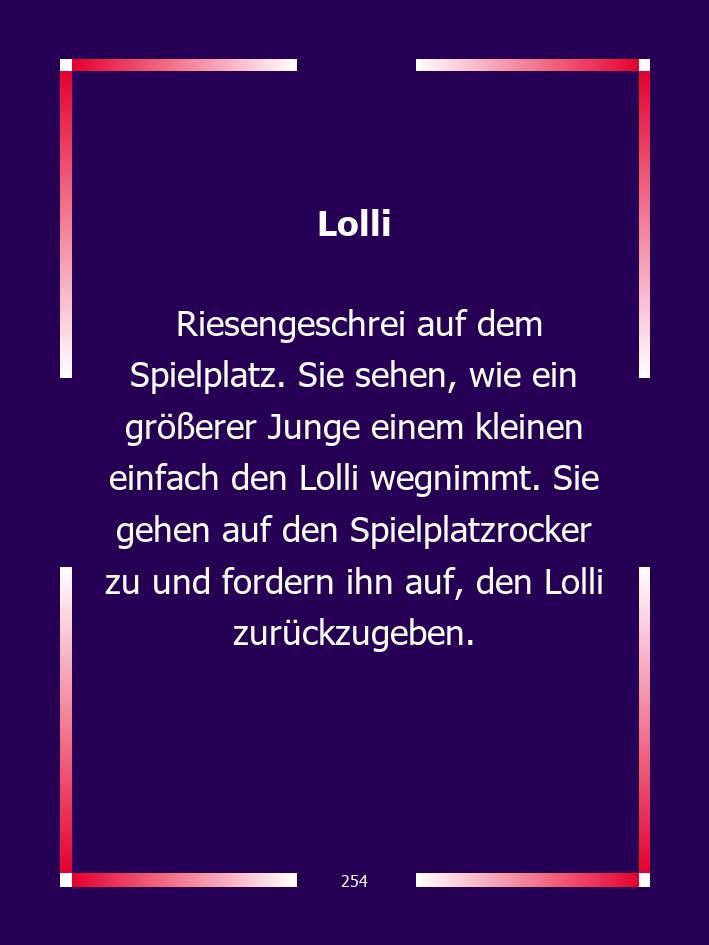 Lolli
Riesengeschrei auf dem
Spielplatz. Sie sehen, wie ein
größerer Junge einem kleinen
einfach den Lolli wegnimmt. Sie
gehen auf den Spielplatzrocker
zu und fordern ihn auf, den Lolli
zurückzugeben.
254